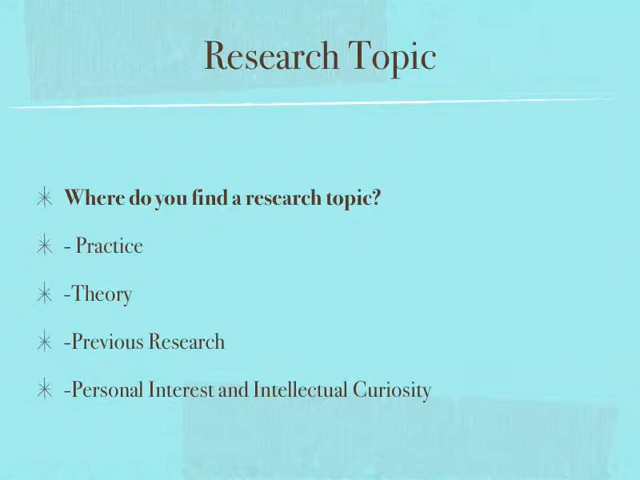 Research Topic
Where do you find a research topic?
- Practice
-Theory
-Previous Research
-Personal Interest and Intellectual Curiosity